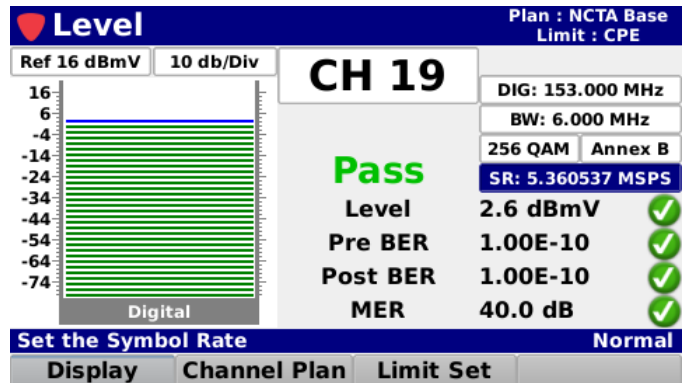 Level
Plan : NCTA Base
Limit : CPE
Ref 16 dBmV
10 db/Div
16
6
-4
-14
-24
-34
-44
-54
-64
-74
Digital
CH 19
Pass
DIG: 153.000 MHz
BW: 6.000 MHz
256 QAM
Annex B
SR: 5.360537 MSPS
Level 2.6 dBmV
Pre BER 1.00E-10
Post BER 1.00E-10
MER 40.0 dB
Set the Symbol Rate
Normal
Display
Channel Plan
Limit Set